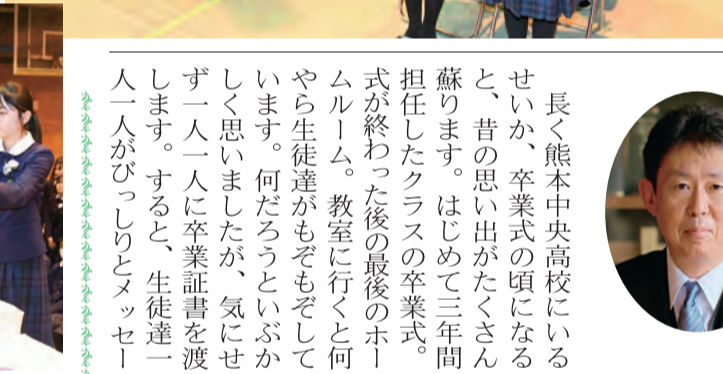 長く熊本中央高校にいる
せいか、卒業式の頃になる
と、昔の思い出がたくさん
蘇ります。はじめて三年間
担任したクラスの卒業式。
式が終わった後の最後のホー
ムルーム。教室に行くと何
やら生徒達がもぞもぞして
います。何だろうといぶか
しく思いましたが、気にせ
ず一人一人に卒業証書を渡
します。すると、生徒達一
人一人がびっしりとメッセー